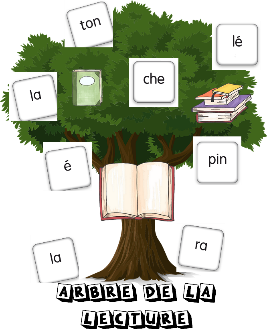 ton
lé
la
che
é
pin
la
ra
ARBRE DE LA
LECTURE